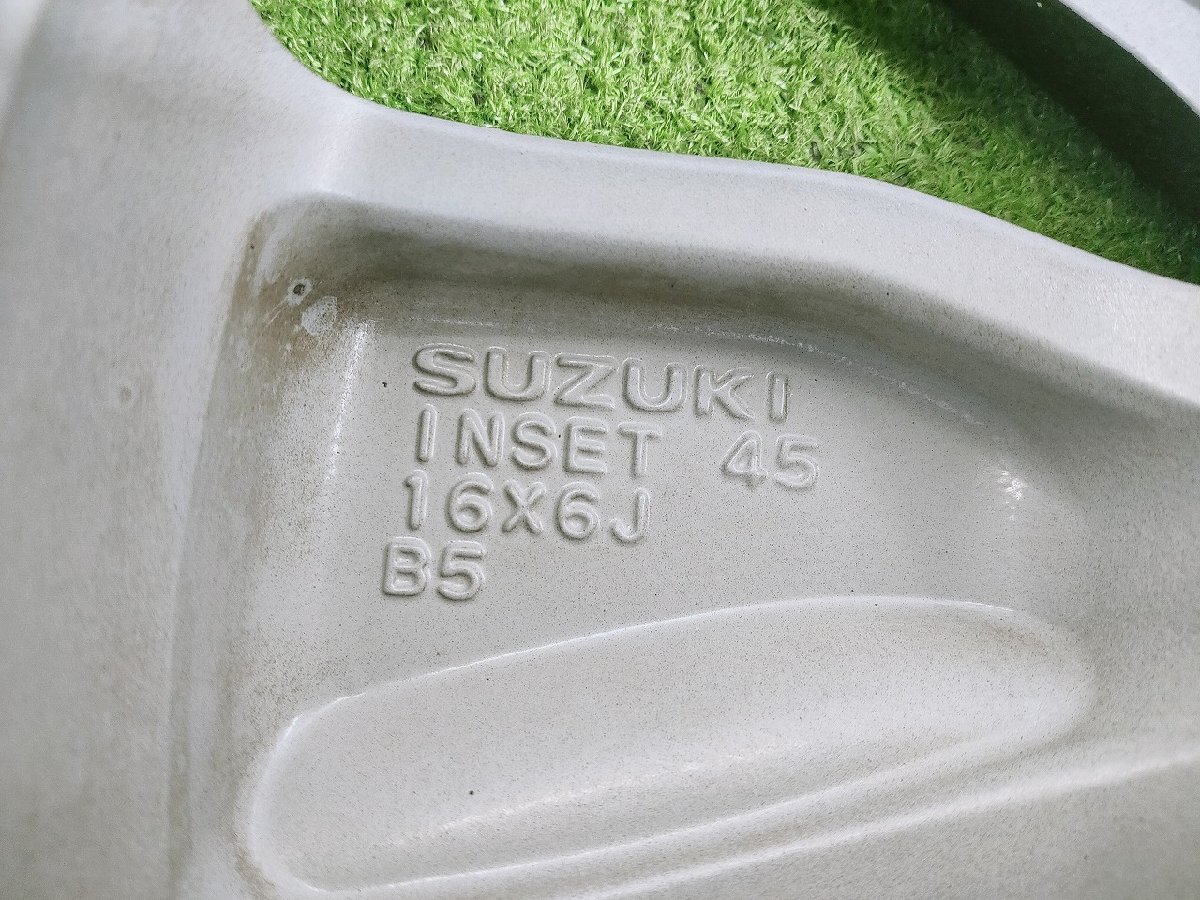 SUZUKI
INSET 45
16X6J
B5